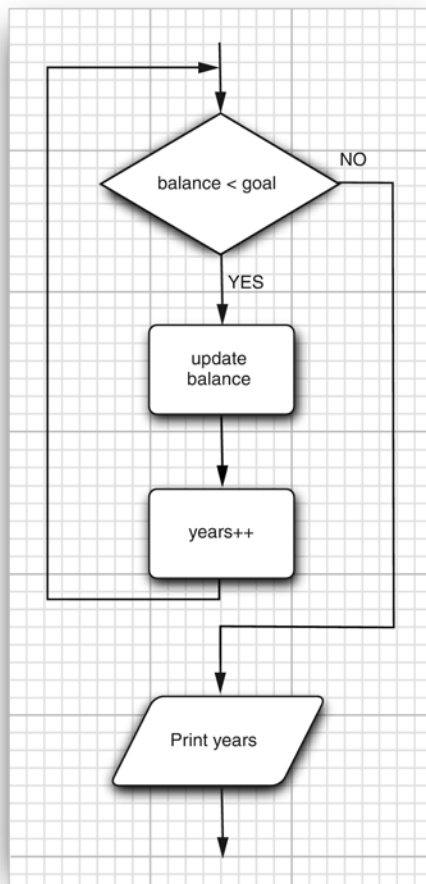 balance < goal
NO
YES
update
balance
years++
Print years